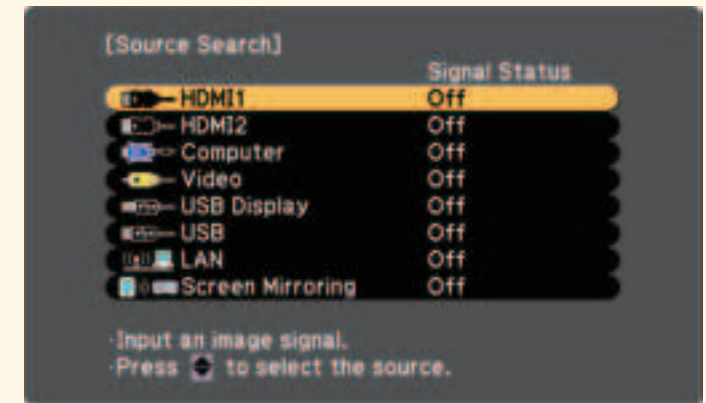 [Source Search]
Signal Status
HDMI1 Off
HDMI2 Off
Computer Off
Video Off
USB Display Off
USB Off
LAN Off
Screen Mirroring Off
·Input an image signal.
·Press to select the source.